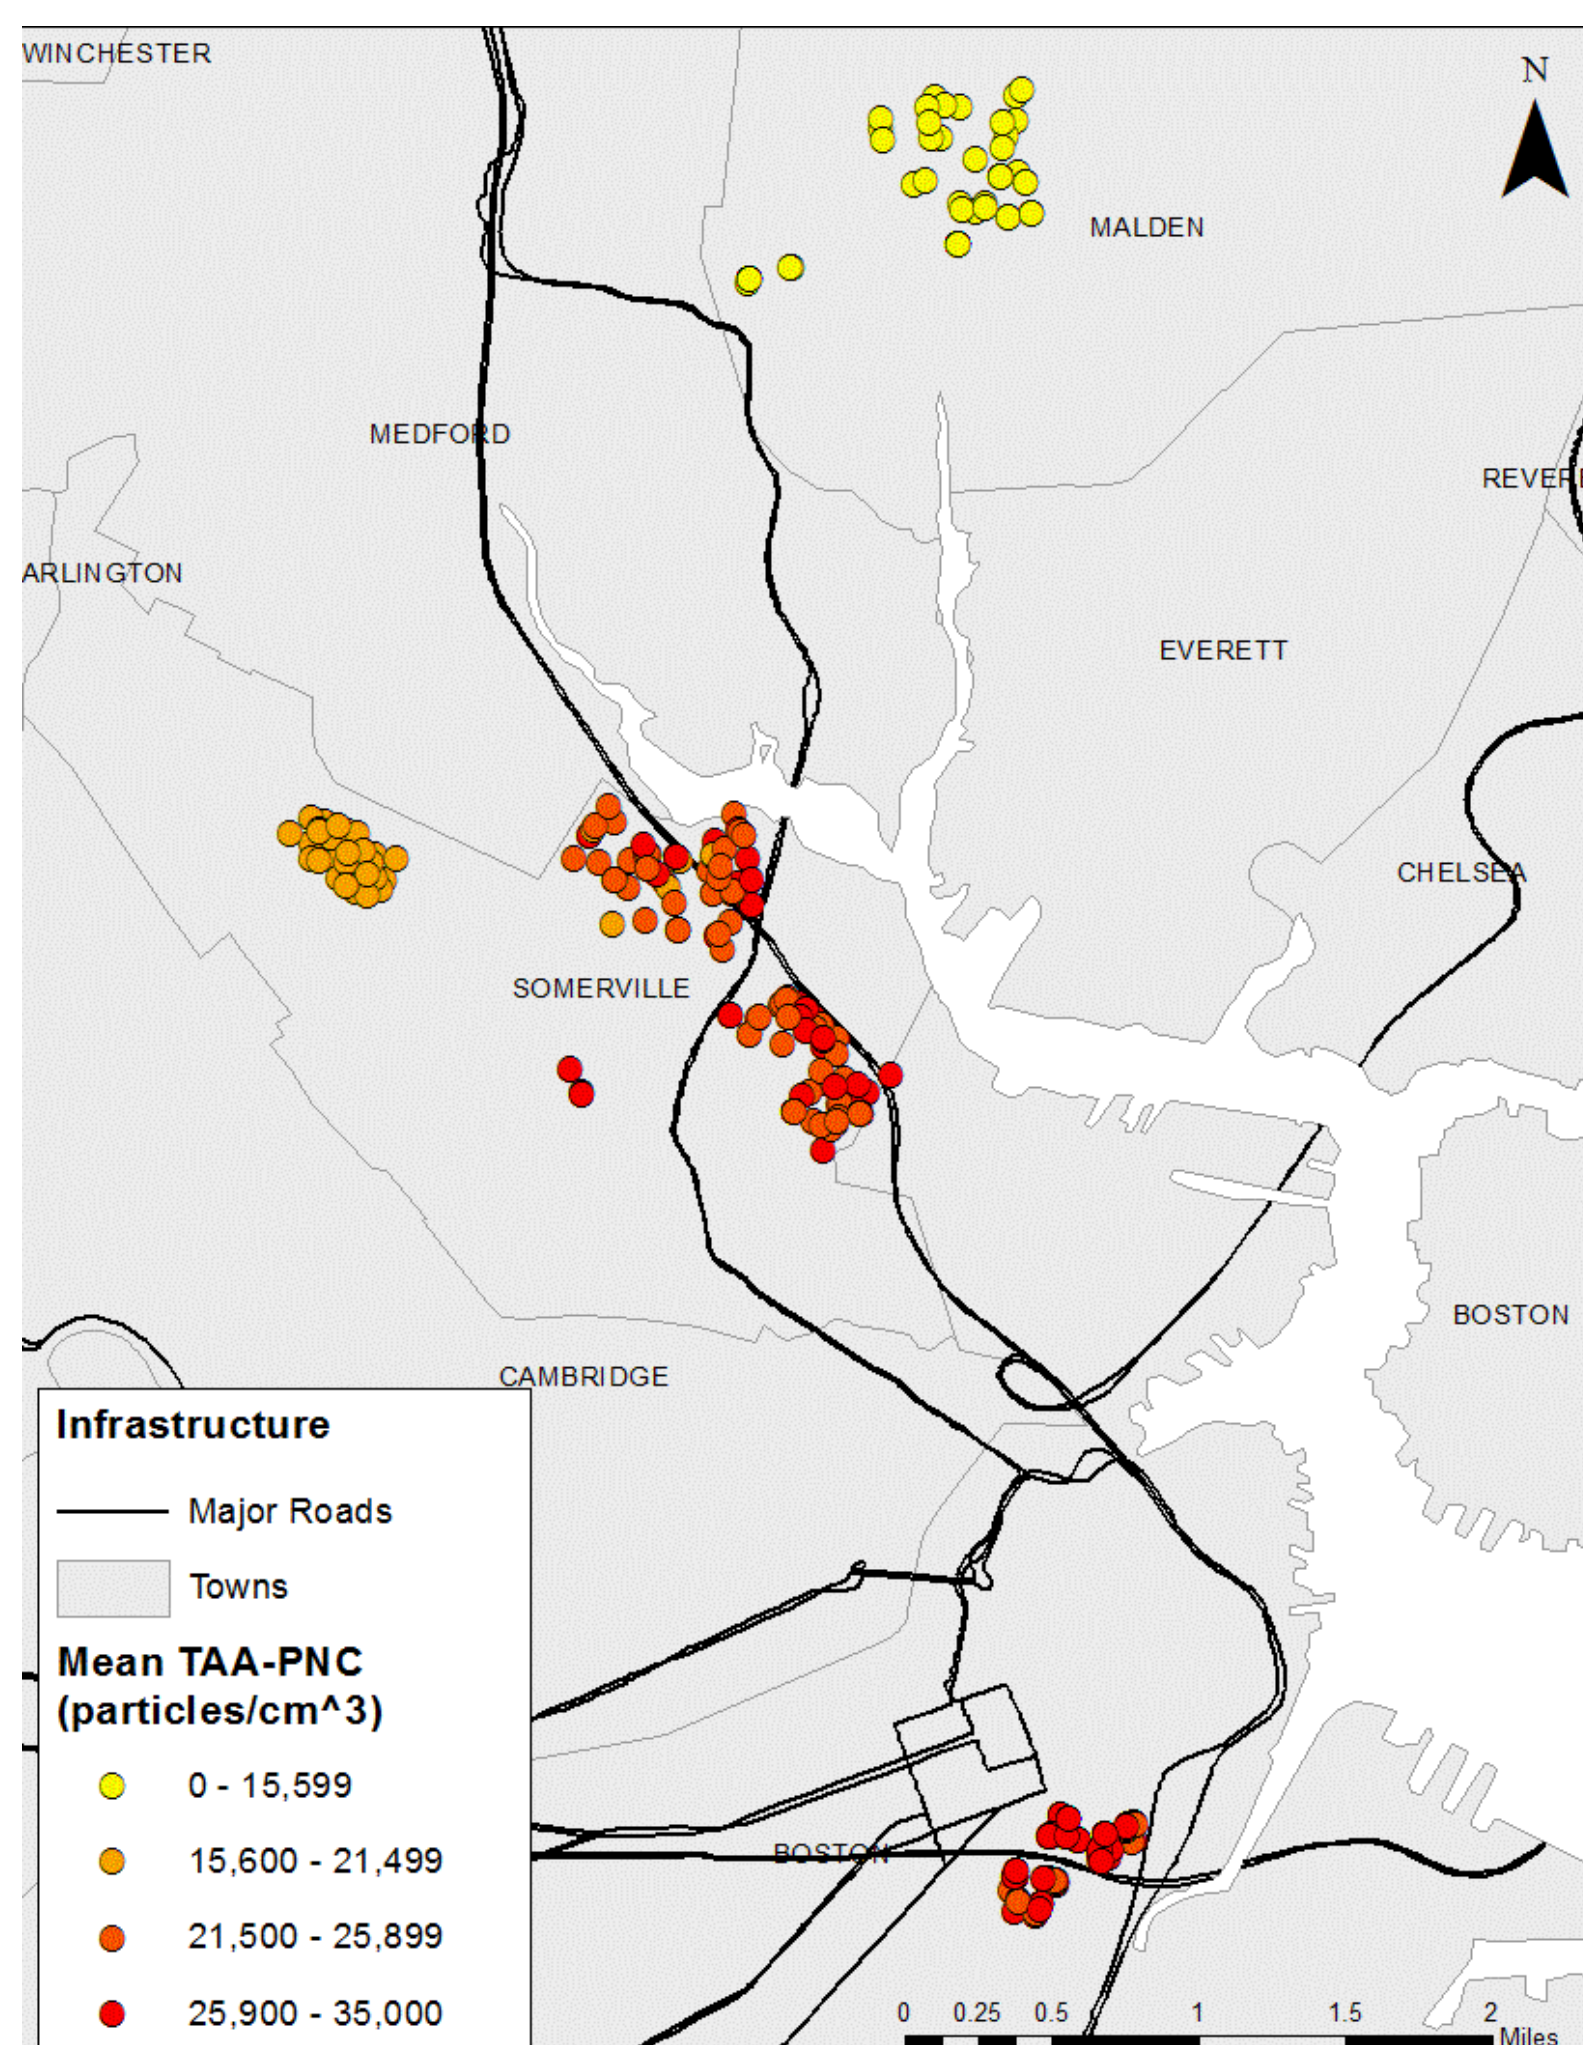 WINCHESTER
N
MALDEN
MEDFORD
REVERE
ARLINGTON
EVERETT
CHELSEA
SOMERVILLE
BOSTON
CAMBRIDGE
Infrastructure
Major Roads
Towns
Mean TAA-PNC
(particles/cm^3)
0 - 15,599
15,600 - 21,499
21,500 - 25,899
25,900 - 35,000
BOSTON
0 0.25 0.5 1 1.5 2
Miles